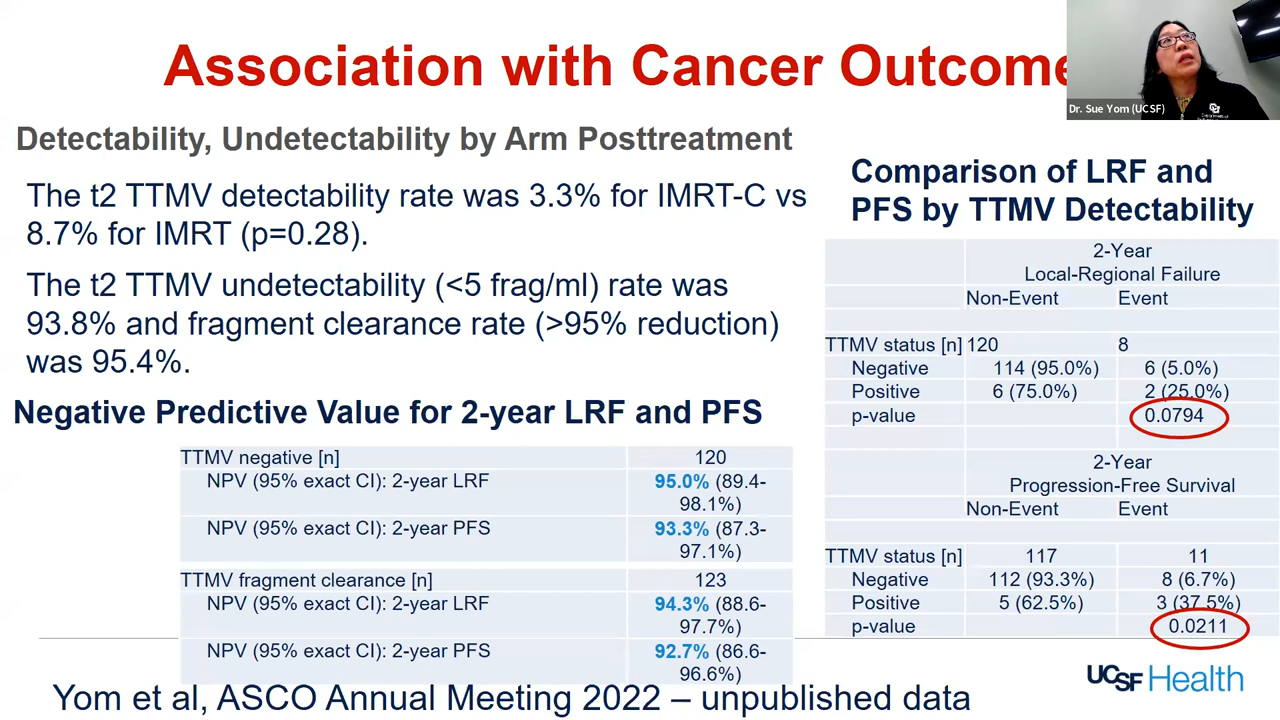 Association with Cancer Outcome
Dr. Sue Yom (UCSF)
Detectability, Undetectability by Arm Posttreatment
The t2 TTMV detectability rate was 3.3% for IMRT-C vs
8.7% for IMRT (p=0.28).
The t2 TTMV undetectability (<5 frag/ml) rate was
93.8% and fragment clearance rate (>95% reduction)
was 95.4%.
Negative Predictive Value for 2-year LRF and PFS
TTMV negative [n] 120
NPV (95% exact CI): 2-year LRF 95.0% (89.4-
98.1%)
NPV (95% exact CI): 2-year PFS 93.3% (87.3-
97.1%)
TTMV fragment clearance [n] 123
NPV (95% exact CI): 2-year LRF 94.3% (88.6-
97.7%)
NPV (95% exact CI): 2-year PFS 92.7% (86.6-
96.6%)
Comparison of LRF and
PFS by TTMV Detectability
2-Year
Local-Regional Failure
Non-Event Event
TTMV status [n] 120 8
Negative 114 (95.0%) 6 (5.0%)
Positive 6 (75.0%) 2 (25.0%)
p-value 0.0794
2-Year
Progression-Free Survival
Non-Event Event
TTMV status [n] 117 11
Negative 112 (93.3%) 8 (6.7%)
Positive 5 (62.5%) 3 (37.5%)
p-value 0.0211
Yom et al, ASCO Annual Meeting 2022 – unpublished data
UCSF Health